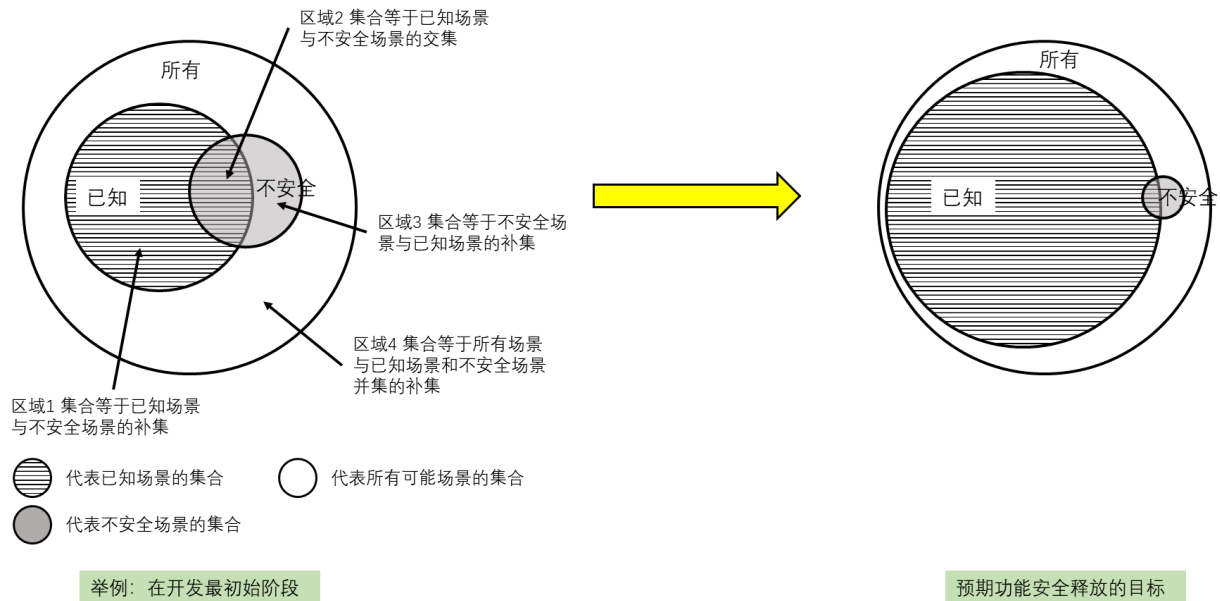 区域2 集合等于已知场景
与不安全场景的交集
所有
已知
不安全
区域3 集合等于不安全场
景与已知场景的补集
区域4 集合等于所有场景
与已知场景和不安全场景
并集的补集
区域1 集合等于已知场景
与不安全场景的补集
代表已知场景的集合
代表所有可能场景的集合
代表不安全场景的集合
举例：在开发最初始阶段
所有
已知
不安全
预期功能安全释放的目标